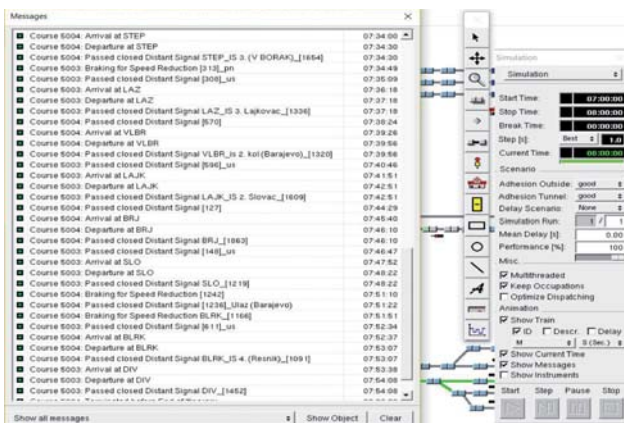 Messages
Course 5004: Arrival at STEP 07:34:00
Course 5004: Departure at STEP 07:34:30
Course 5004: Passed closed Distant Signal STEP_IS 3. (V BORAK)_[1654] 07:34:30
Course 5003: Braking for Speed Reduction [313]_pn 07:34:49
Course 5004: Passed closed Distant Signal [308]_us 07:35:09
Course 5003: Arrival at LAZ 07:36:18
Course 5003: Departure at LAZ 07:37:18
Course 5003: Passed closed Distant Signal LAZ_IS 3. Lajkovac_[1336] 07:37:18
Course 5003: Passed closed Distant Signal [570] 07:38:24
Course 5004: Arrival at VLBR 07:39:26
Course 5004: Departure at VLBR 07:39:56
Course 5004: Passed closed Distant Signal VLBR_Is 2. kol(Barajevo)_[1320] 07:39:56
Course 5004: Passed closed Distant Signal [596]_us 07:40:46
Course 5003: Arrival at LAJK 07:41:51
Course 5003: Departure at LAJK 07:42:51
Course 5003: Passed closed Distant Signal LAJK_IS 2. Slovac_[1609] 07:42:51
Course 5004: Passed closed Distant Signal [127] 07:44:29
Course 5004: Arrival at BRJ 07:45:40
Course 5004: Departure at BRJ 07:46:10
Course 5004: Passed closed Distant Signal BRJ_[1863] 07:46:10
Course 5003: Passed closed Distant Signal [148]_us 07:46:47
Course 5003: Arrival at SLO 07:47:52
Course 5003: Departure at SLO 07:48:22
Course 5003: Passed closed Distant Signal SLO_[1219] 07:48:22
Course 5004: Braking for Speed Reduction [1242] 07:51:10
Course 5004: Passed closed Distant Signal [1236]_Ulaz (Barajevo) 07:51:22
Course 5004: Braking for Speed Reduction BLRK_[1166] 07:51:51
Course 5003: Passed closed Distant Signal [611]_us 07:52:34
Course 5004: Arrival at BLRK 07:52:37
Course 5004: Departure at BLRK 07:53:07
Course 5004: Passed closed Distant Signal BLRK_IS 4. (Resnik)_[1091] 07:53:07
Course 5003: Arrival at DIV 07:53:38
Course 5003: Departure at DIV 07:54:08
Course 5003: Passed closed Distant Signal DIV_[1452] 07:54:08
Show all messages Show Object Clear
Simulation
Simulation
Start Time: 07:00:00
Stop Time: 08:00:00
Break Time: 00:00:00
Step [s]: Best 1.0
Current Time: 08:00:00
Scenario
Adhesion Outside: good
Adhesion Tunnel: good
Delay Scenario: None
Simulation Run: 1 / 1
Mean Delay [s]: 0.00
Performance [%]: 100
Misc.
Multithreaded
Keep Occupations
Optimize Dispatching
Animation
Show Train
ID Descr. Delay
M S (Sec.)
Show Current Time
Show Messages
Show Instruments
Start Step Pause Stop